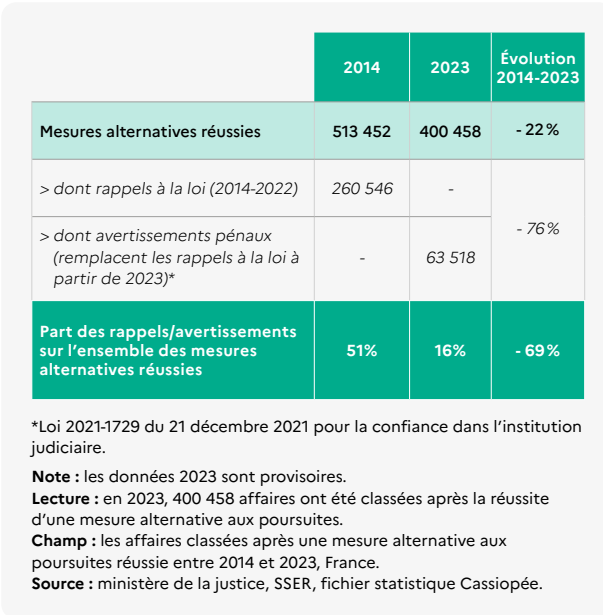 2014 2023 Évolution
2014-2023
Mesures alternatives réussies 513 452 400 458 - 22 %
> dont rappels à la loi (2014-2022) 260 546 -
> dont avertissements pénaux
(remplacent les rappels à la loi à
partir de 2023)* - 63 518 - 76 %
Part des rappels/avertissements
sur l’ensemble des mesures
alternatives réussies 51% 16% - 69 %
*Loi 2021-1729 du 21 décembre 2021 pour la confiance dans l’institution
judiciaire.
Note : les données 2023 sont provisoires.
Lecture : en 2023, 400 458 affaires ont été classées après la réussite
d’une mesure alternative aux poursuites.
Champ : les affaires classées après une mesure alternative aux
poursuites réussie entre 2014 et 2023, France.
Source : ministère de la justice, SSER, fichier statistique Cassiopée.